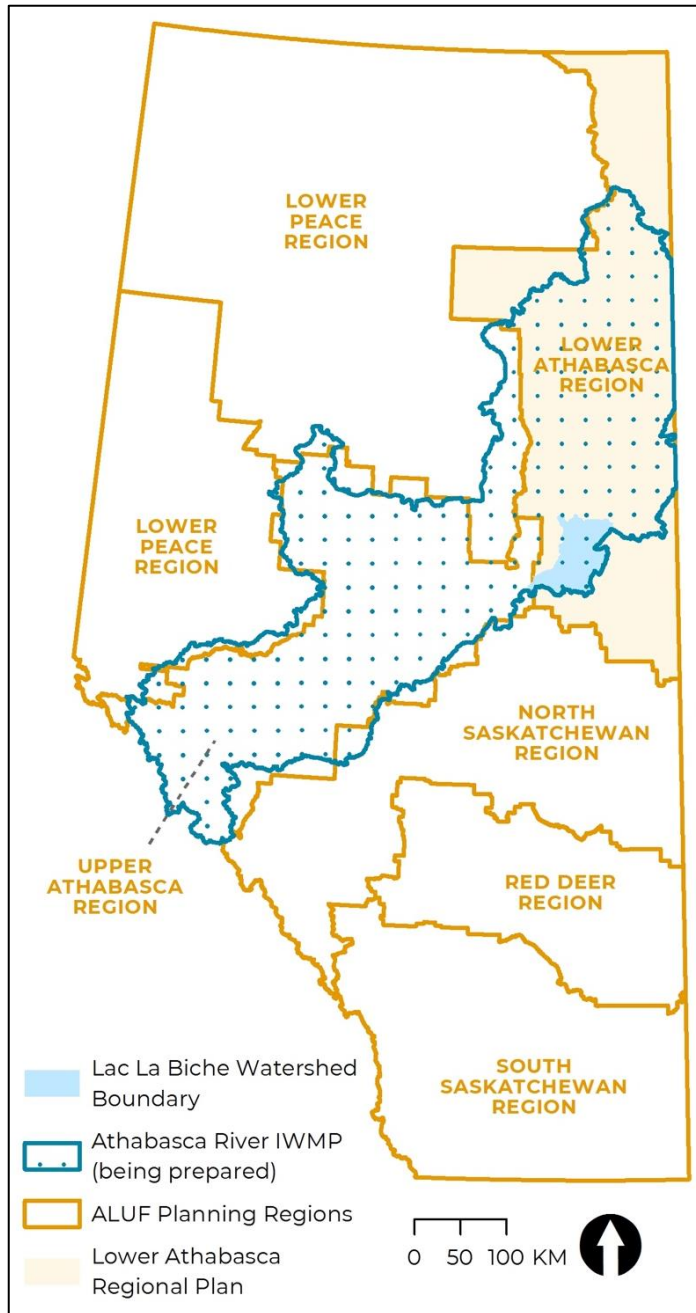 LOWER
PEACE
REGION
LOWER
ATHABASCA
REGION
LOWER
PEACE
REGION
NORTH
SASKATCHEWAN
REGION
UPPER
ATHABASCA
REGION
RED DEER
REGION
SOUTH
SASKATCHEWAN
REGION
Lac La Biche Watershed
Boundary
Athabasca River IWMP
(being prepared)
ALUF Planning Regions
Lower Athabasca
Regional Plan
0 50 100 KM